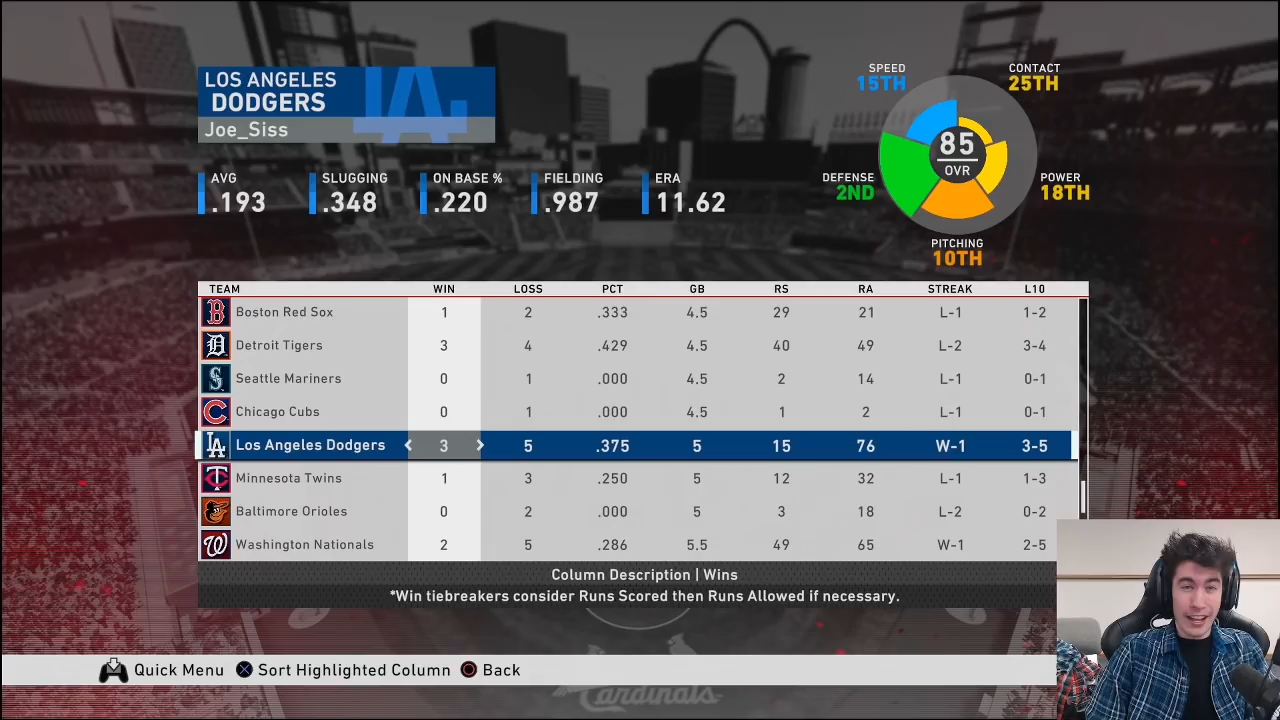 LOS ANGELES
DODGERS
Joe_Siss
SPEED
15TH
CONTACT
25TH
85
OVR
DEFENSE
2ND
POWER
18TH
PITCHING
10TH
AVG SLUGGING ON BASE % FIELDING ERA
.193 .348 .220 .987 11.62
TEAM WIN LOSS PCT GB RS RA STREAK L10
Boston Red Sox 1 2 .333 4.5 29 21 L-1 1-2
Detroit Tigers 3 4 .429 4.5 40 49 L-2 3-4
Seattle Mariners 0 1 .000 4.5 2 14 L-1 0-1
Chicago Cubs 0 1 .000 4.5 1 2 L-1 0-1
Los Angeles Dodgers 3 5 .375 5 15 76 W-1 3-5
Minnesota Twins 1 3 .250 5 12 32 L-1 1-3
Baltimore Orioles 0 2 .000 5 3 18 L-2 0-2
Washington Nationals 2 5 .286 5.5 49 65 W-1 2-5
Column Description | Wins
*Win tiebreakers consider Runs Scored then Runs Allowed if necessary.
Quick Menu Sort Highlighted Column Back
Cardinals